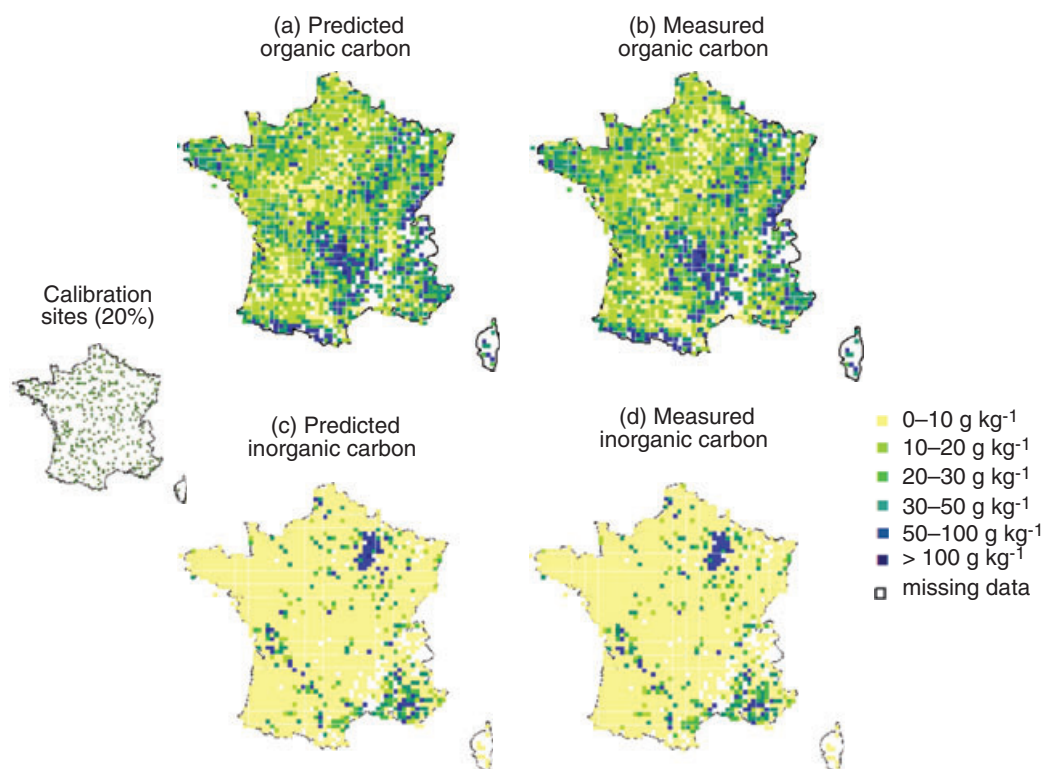 (a) Predicted
organic carbon
(b) Measured
organic carbon
Calibration
sites (20%)
(c) Predicted
inorganic carbon
(d) Measured
inorganic carbon
0–10 g kg⁻¹
10–20 g kg⁻¹
20–30 g kg⁻¹
30–50 g kg⁻¹
50–100 g kg⁻¹
> 100 g kg⁻¹
missing data